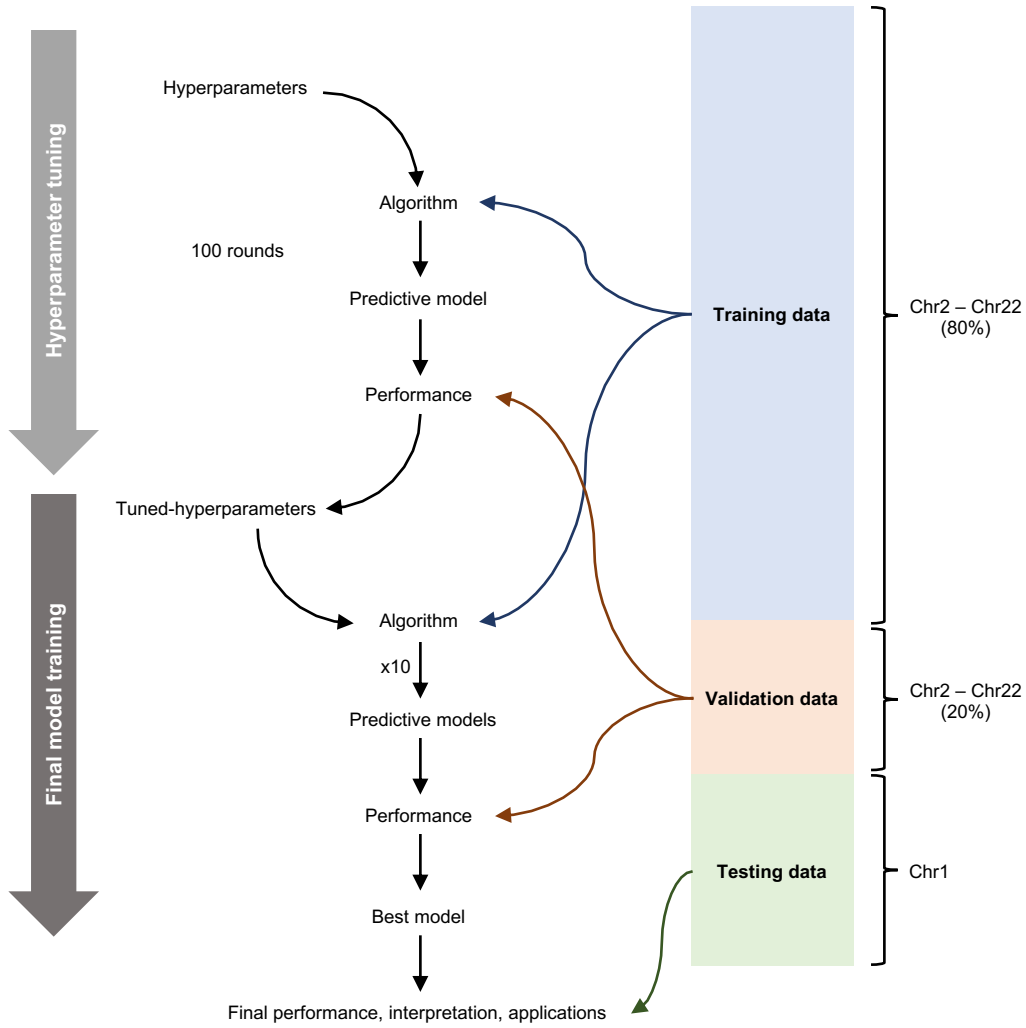 Hyperparameter tuning
Final model training
Hyperparameters
Algorithm
100 rounds
Predictive model
Performance
Tuned-hyperparameters
Algorithm
x10
Predictive models
Performance
Best model
Final performance, interpretation, applications
Training data
Validation data
Testing data
Chr2 – Chr22
(80%)
Chr2 – Chr22
(20%)
Chr1